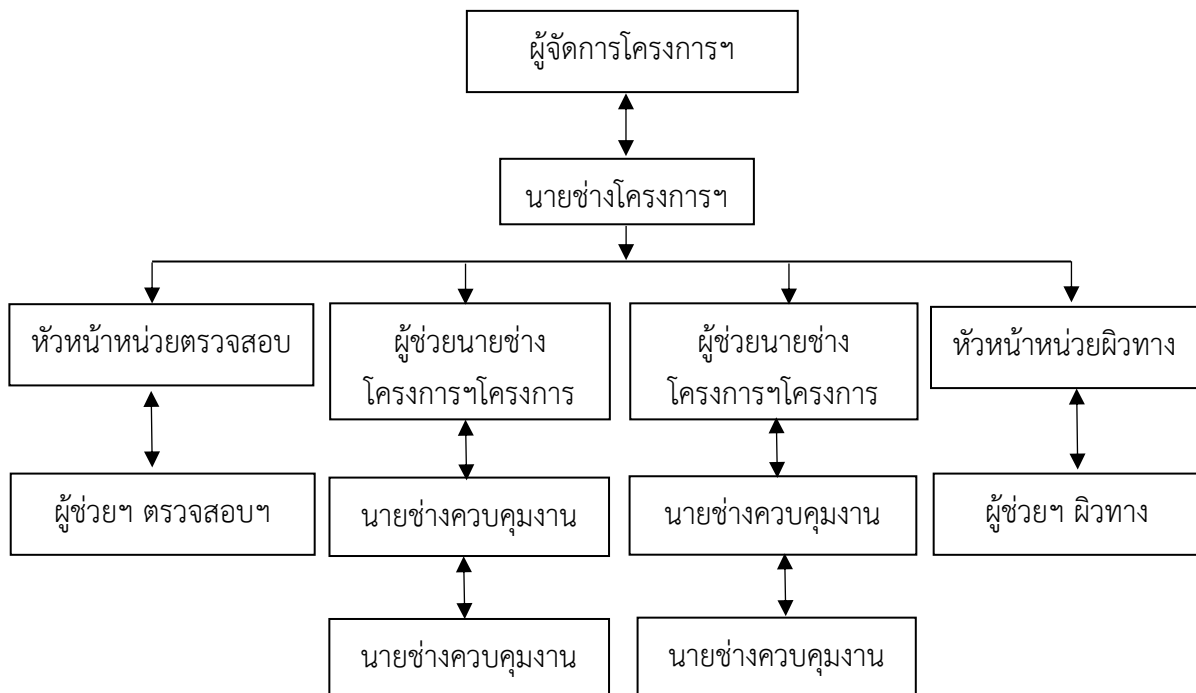 ผู้จัดการโครงการฯ
นายช่างโครงการฯ
หัวหน้าหน่วยตรวจสอบ
ผู้ช่วยนายช่าง
โครงการฯโครงการ
ผู้ช่วยนายช่าง
โครงการฯโครงการ
หัวหน้าหน่วยผิวทาง
ผู้ช่วยฯ ตรวจสอบฯ
นายช่างควบคุมงาน
นายช่างควบคุมงาน
ผู้ช่วยฯ ผิวทาง
นายช่างควบคุมงาน
นายช่างควบคุมงาน